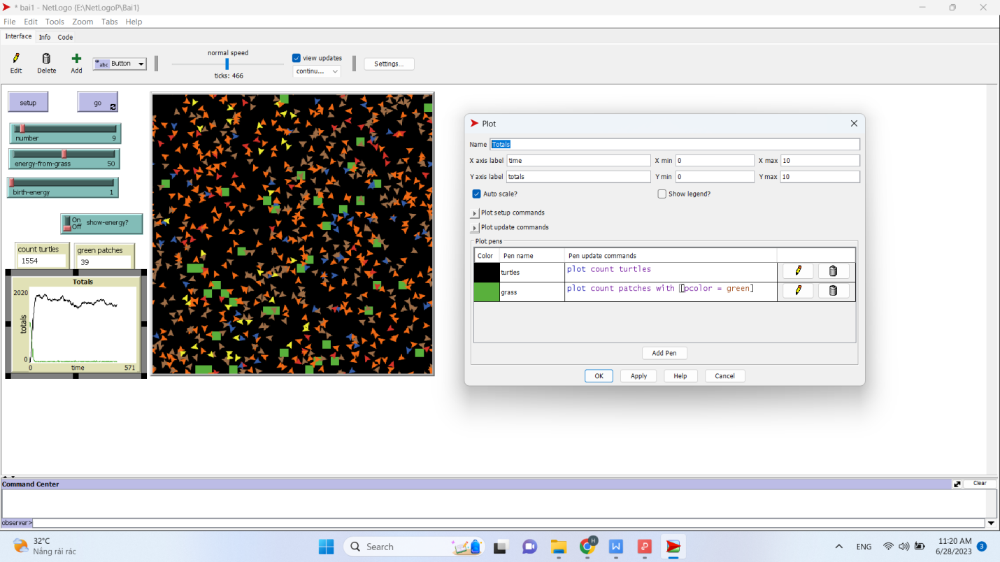 * bai1 - NetLogo {E:\NetLogoP\Bai1}
File Edit Tools Zoom Tabs Help
Interface Info Code
Edit Delete Add abc Button normal speed ticks: 466 view updates continu... Settings...
setup go
number 9
energy-from-grass 50
birth-energy 1
On
Off show-energy?
count turtles
1554
green patches
39
Totals
2020
totals
0
0 time 571
Plot
Name Totals
X axis label time X min 0 X max 10
Y axis label totals Y min 0 Y max 10
Auto scale? Show legend?
Plot setup commands
Plot update commands
Plot pens
Color Pen name Pen update commands
turtles plot count turtles
grass plot count patches with [pcolor = green]
Add Pen
OK Apply Help Cancel
Command Center Clear
observer>
32°C
Nắng rải rác
Search
H
W
ENG
11:20 AM
6/28/2023
3